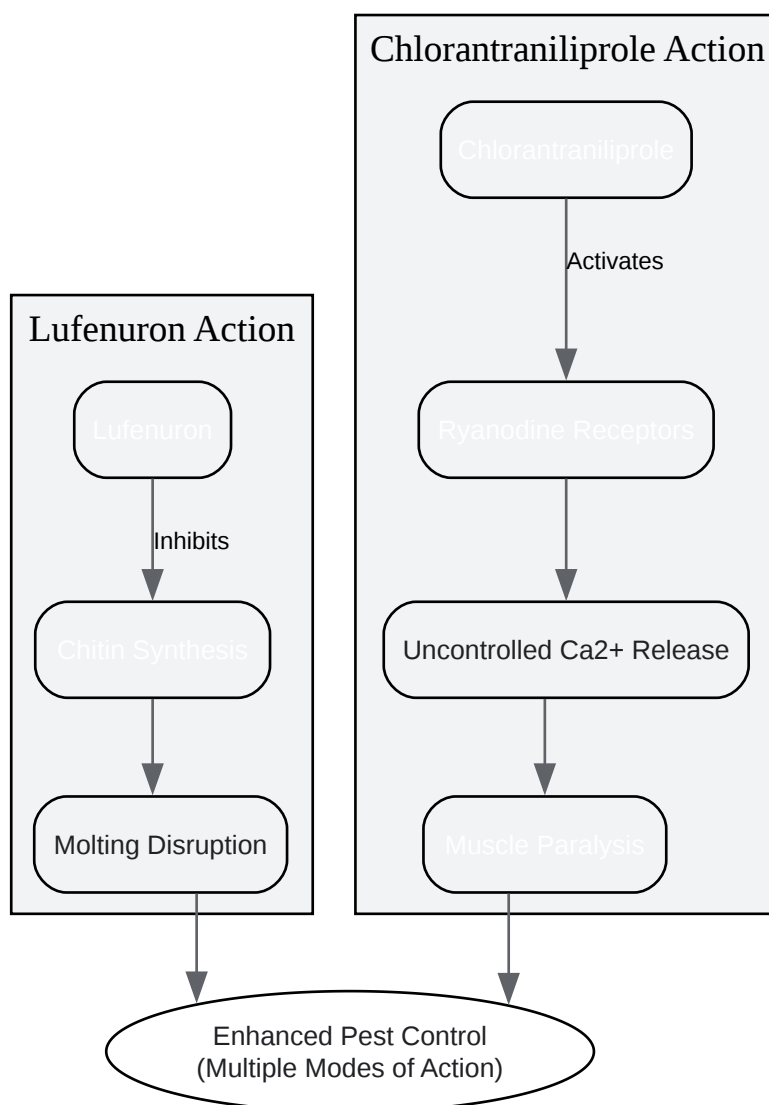 Chlorantraniliprole Action
Chlorantraniliprole
Activates
Ryanodine Receptors
Uncontrolled Ca2+ Release
Muscle Paralysis
Lufenuron Action
Lufenuron
Inhibits
Chitin Synthesis
Molting Disruption
Enhanced Pest Control
(Multiple Modes of Action)